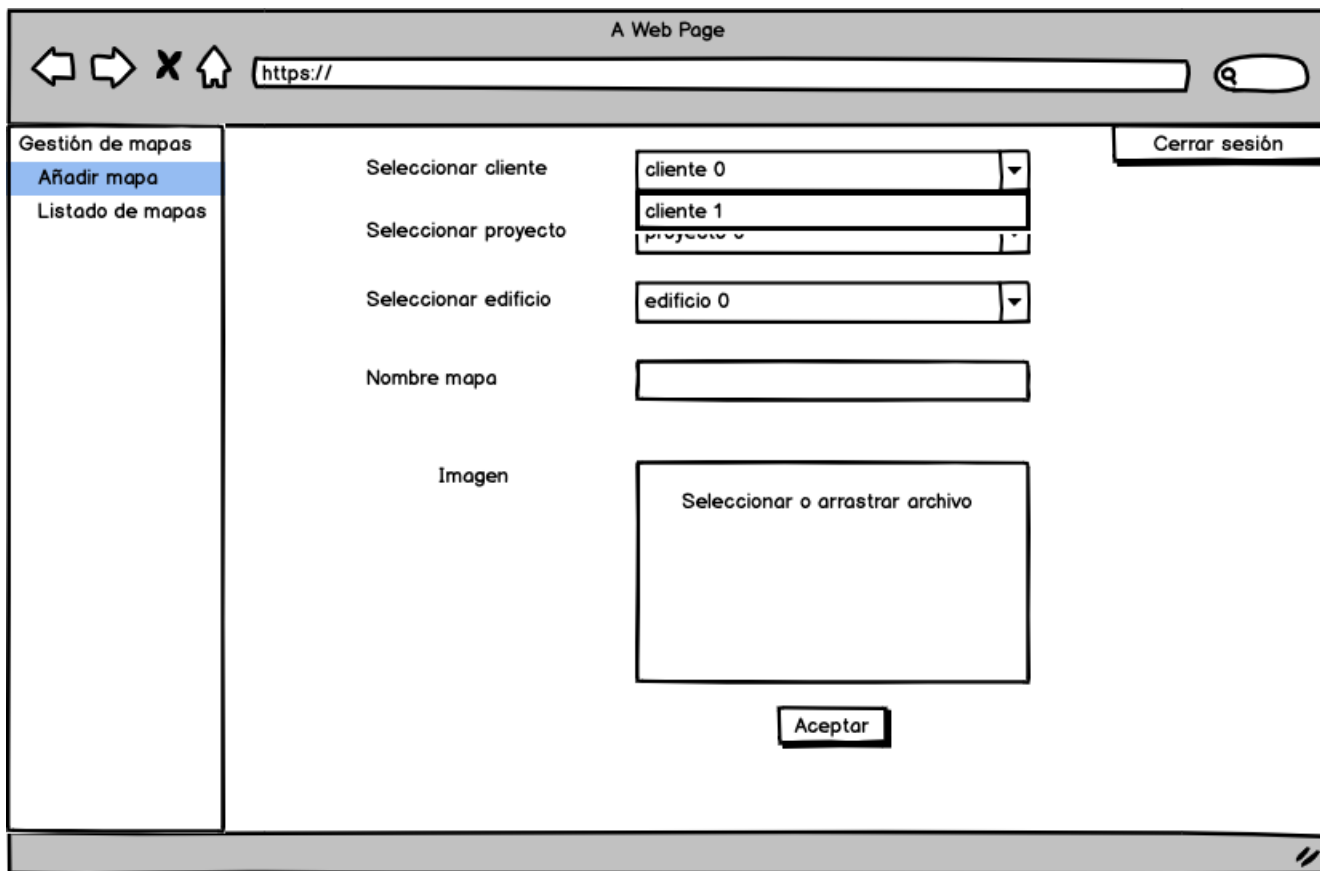 A Web Page
https://
Gestión de mapas
Añadir mapa
Listado de mapas
Cerrar sesión
Seleccionar cliente
cliente 0
cliente 1
Seleccionar proyecto
Seleccionar edificio
edificio 0
Nombre mapa
Imagen
Seleccionar o arrastrar archivo
Aceptar